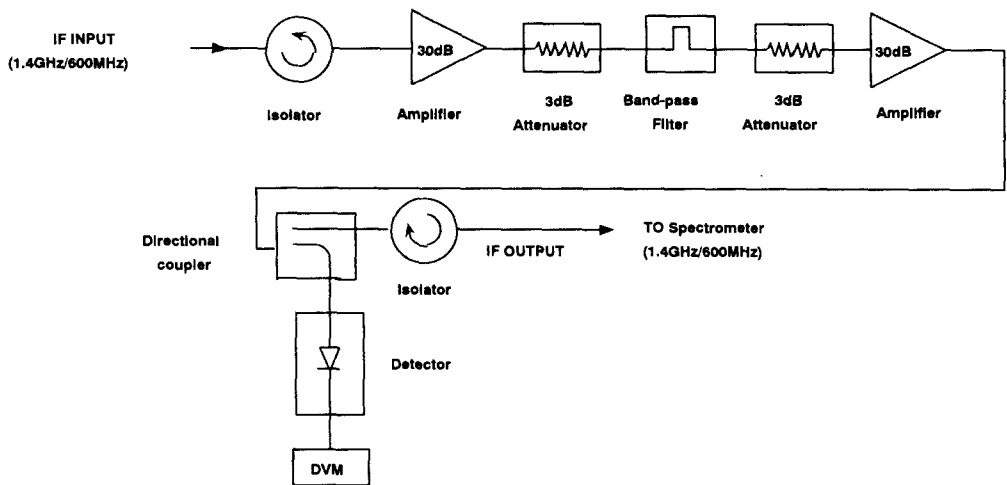 IF INPUT
(1.4GHz/600MHz)
Isolator
30dB
Amplifier
3dB
Attenuator
Band-pass
Filter
3dB
Attenuator
30dB
Amplifier
Directional
coupler
Isolator
IF OUTPUT
TO Spectrometer
(1.4GHz/600MHz)
Detector
DVM